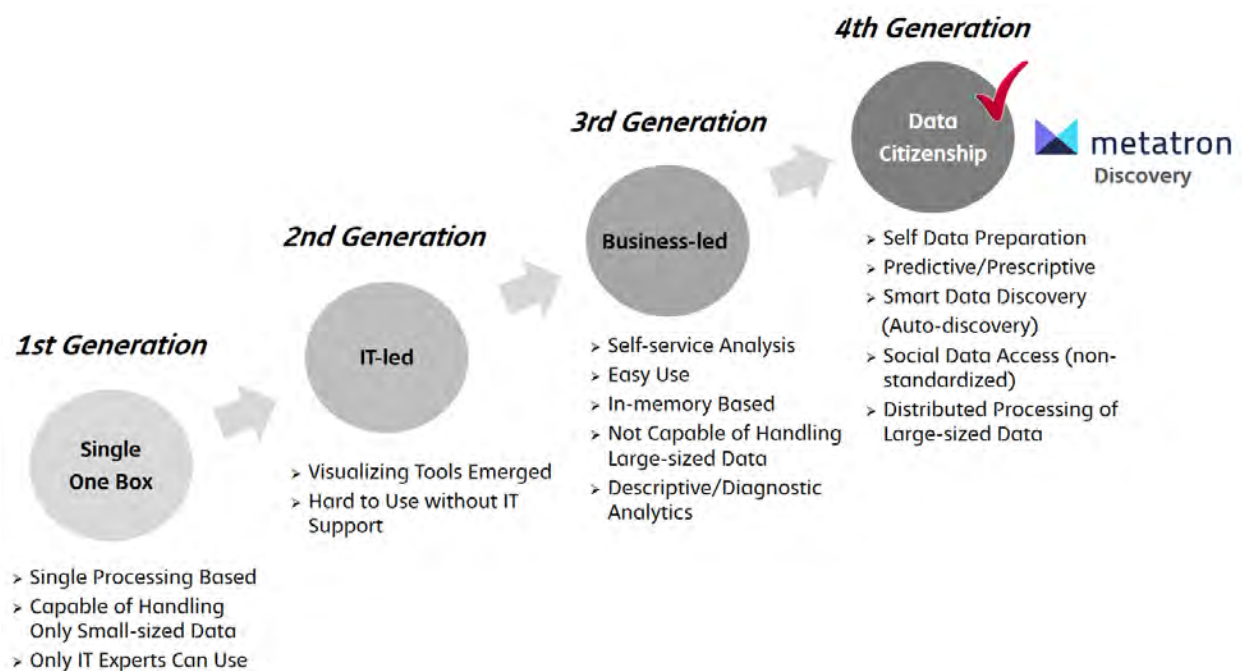 1st Generation
Single
One Box
➢ Single Processing Based
➢ Capable of Handling
Only Small-sized Data
➢ Only IT Experts Can Use
2nd Generation
IT-led
➢ Visualizing Tools Emerged
➢ Hard to Use without IT
Support
3rd Generation
Business-led
➢ Self-service Analysis
➢ Easy Use
➢ In-memory Based
➢ Not Capable of Handling
Large-sized Data
➢ Descriptive/Diagnostic
Analytics
4th Generation
Data
Citizenship
metatron
Discovery
➢ Self Data Preparation
➢ Predictive/Prescriptive
➢ Smart Data Discovery
(Auto-discovery)
➢ Social Data Access (non-
standardized)
➢ Distributed Processing of
Large-sized Data